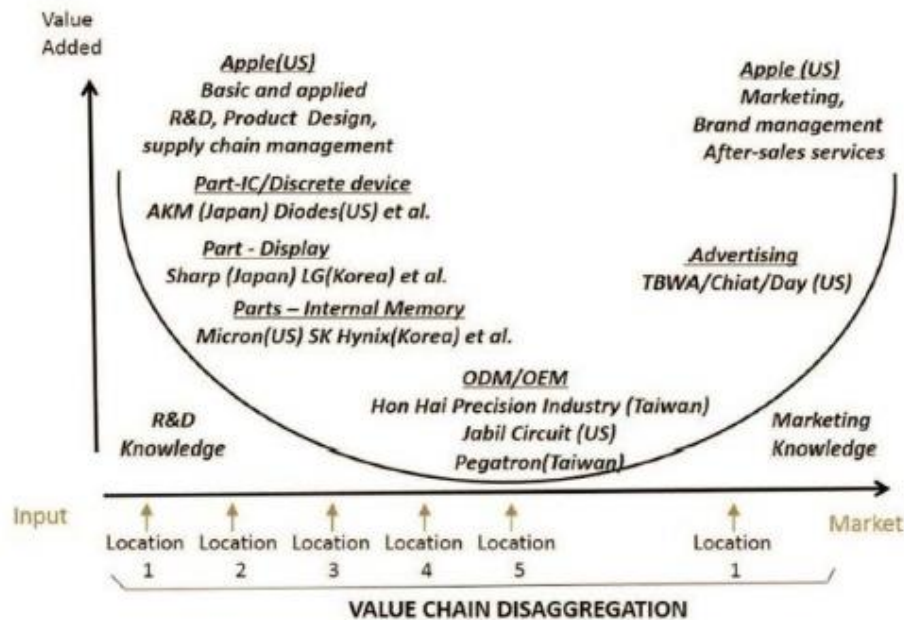 Value
Added
Apple(US)
Basic and applied
R&D, Product Design,
supply chain management
Apple (US)
Marketing,
Brand management
After-sales services
Part-IC/Discrete device
AKM (Japan) Diodes(US) et al.
Part - Display
Sharp (Japan) LG(Korea) et al.
Advertising
TBWA/Chiat/Day (US)
Parts – Internal Memory
Micron(US) SK Hynix(Korea) et al.
ODM/OEM
Hon Hai Precision Industry (Taiwan)
Jabil Circuit (US)
Pegatron(Taiwan)
R&D
Knowledge
Marketing
Knowledge
Input
Market
Location
1
Location
2
Location
3
Location
4
Location
5
Location
1
VALUE CHAIN DISAGGREGATION